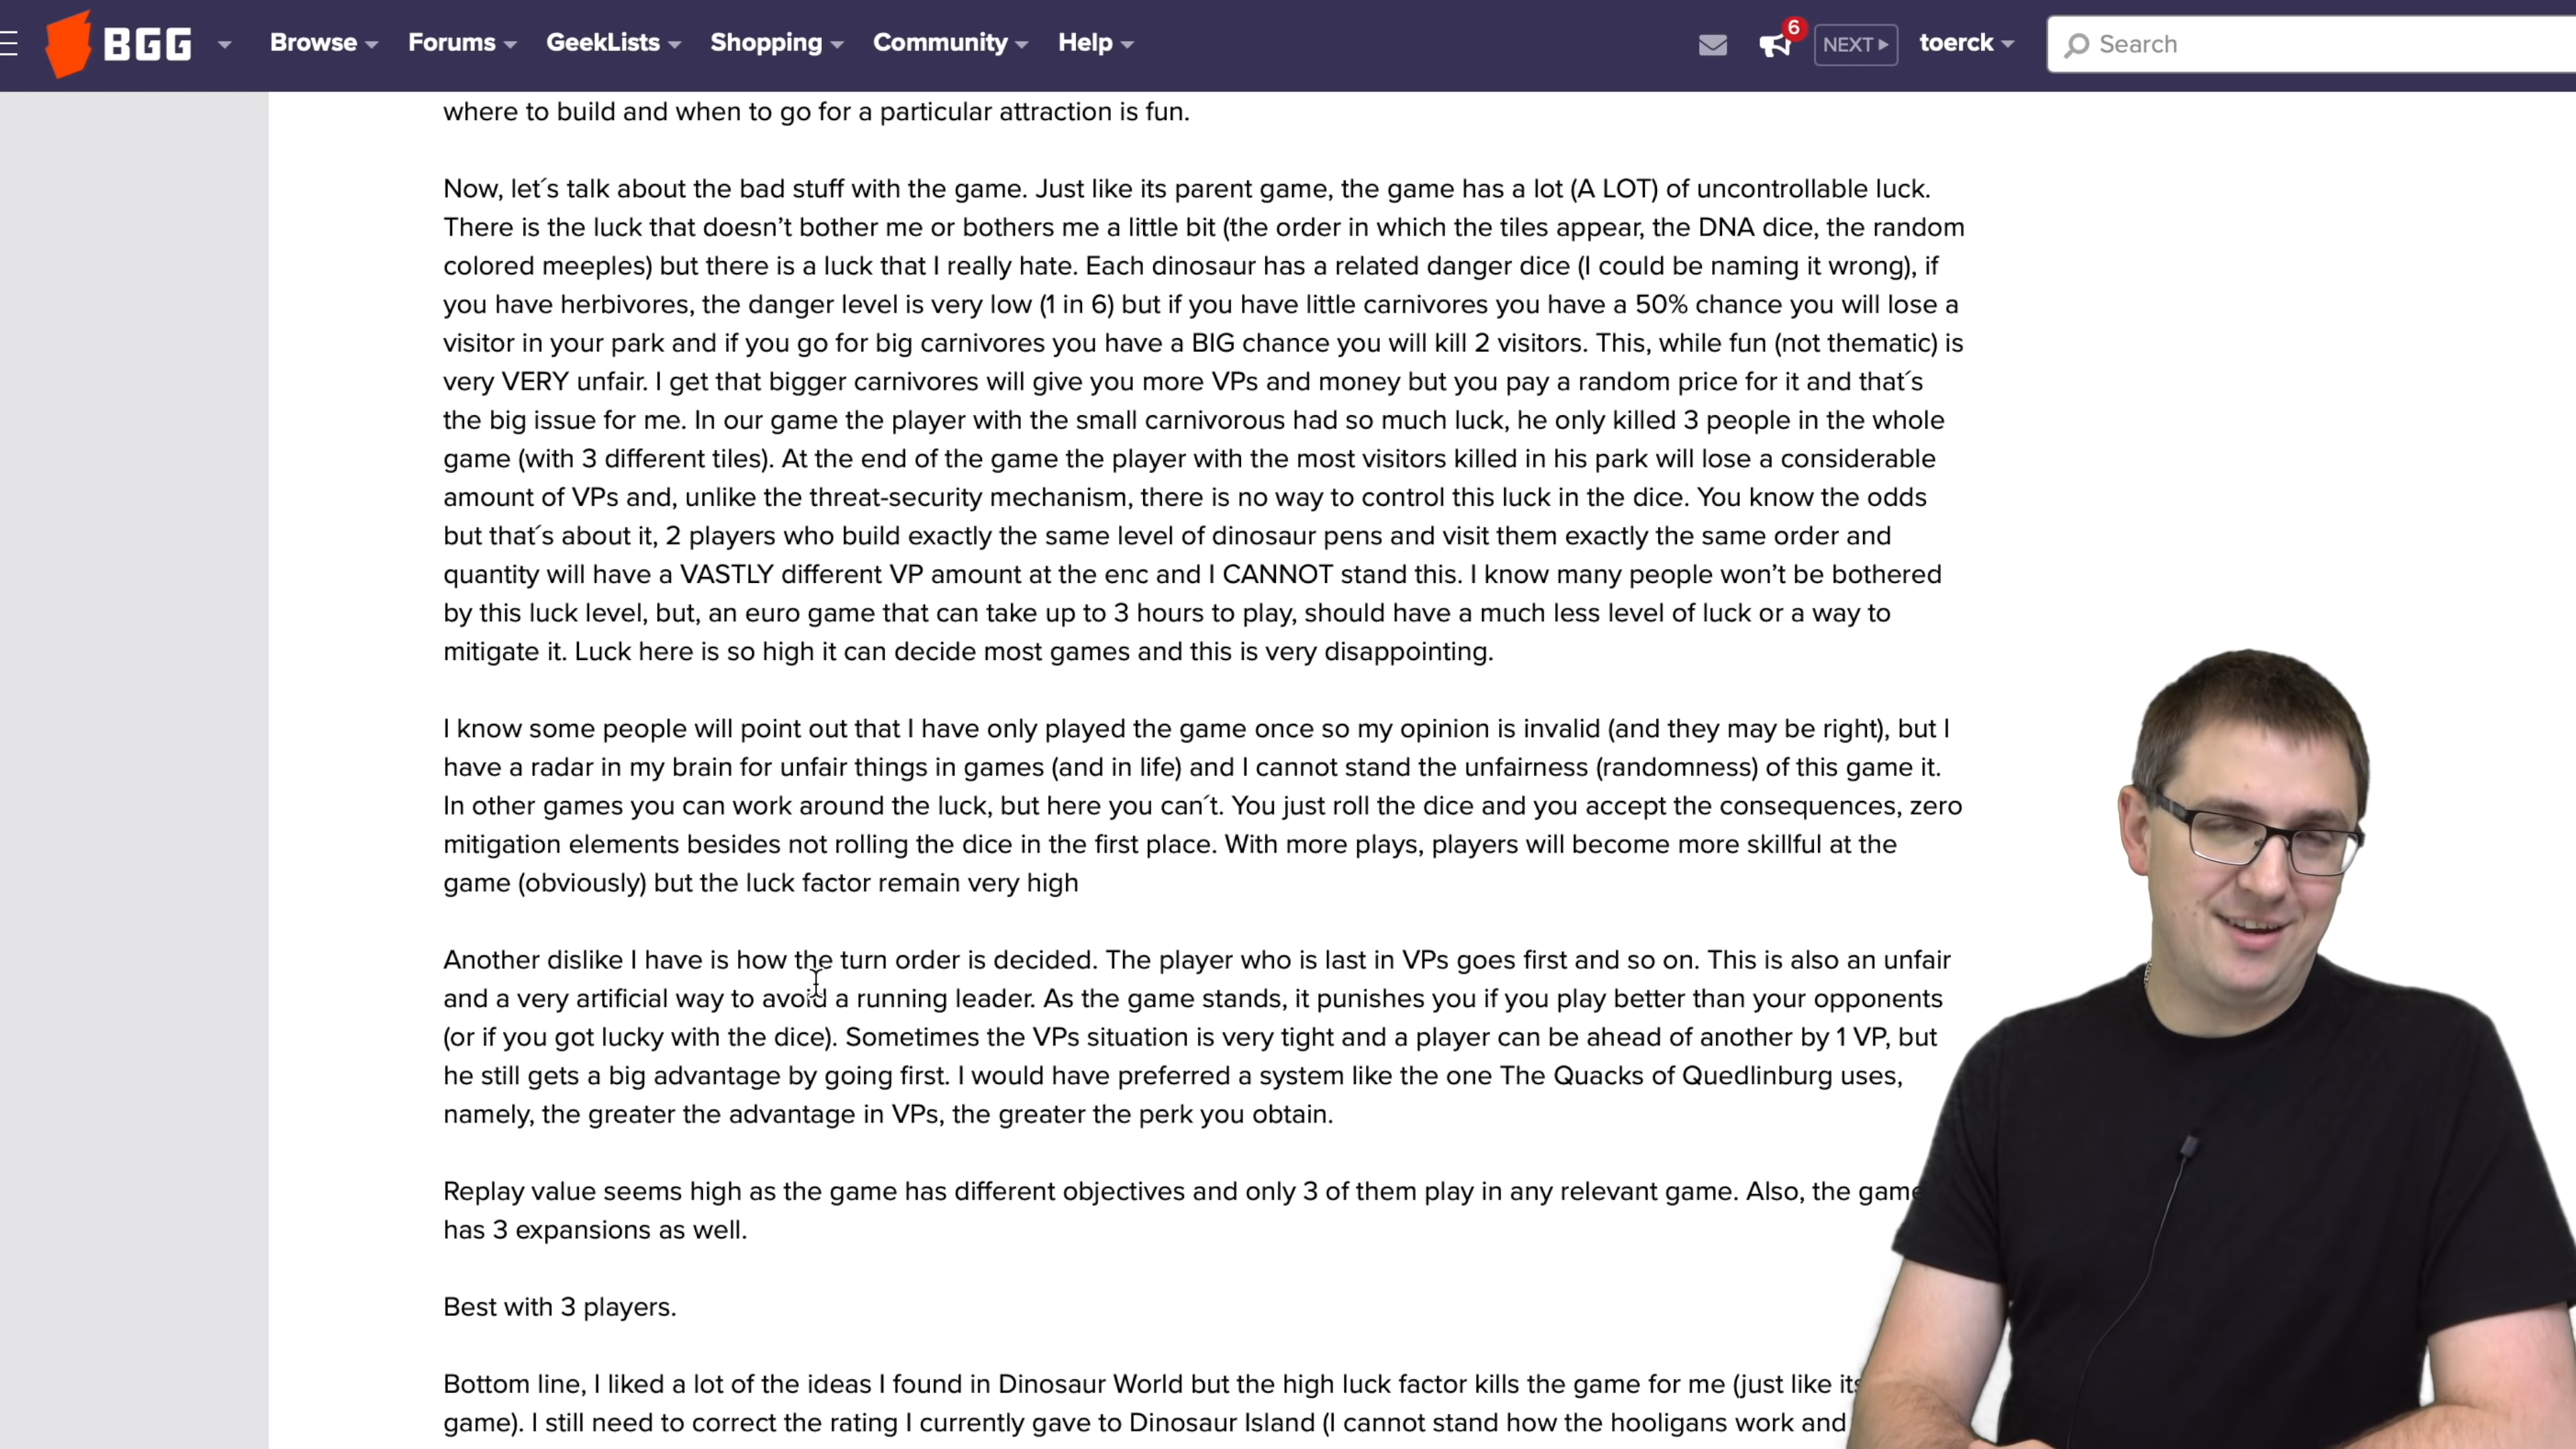 BGG Browse Forums GeekLists Shopping Community Help 6 NEXT toerck Search
where to build and when to go for a particular attraction is fun.
Now, let´s talk about the bad stuff with the game. Just like its parent game, the game has a lot (A LOT) of uncontrollable luck.
There is the luck that doesn’t bother me or bothers me a little bit (the order in which the tiles appear, the DNA dice, the random
colored meeples) but there is a luck that I really hate. Each dinosaur has a related danger dice (I could be naming it wrong), if
you have herbivores, the danger level is very low (1 in 6) but if you have little carnivores you have a 50% chance you will lose a
visitor in your park and if you go for big carnivores you have a BIG chance you will kill 2 visitors. This, while fun (not thematic) is
very VERY unfair. I get that bigger carnivores will give you more VPs and money but you pay a random price for it and that´s
the big issue for me. In our game the player with the small carnivorous had so much luck, he only killed 3 people in the whole
game (with 3 different tiles). At the end of the game the player with the most visitors killed in his park will lose a considerable
amount of VPs and, unlike the threat-security mechanism, there is no way to control this luck in the dice. You know the odds
but that´s about it, 2 players who build exactly the same level of dinosaur pens and visit them exactly the same order and
quantity will have a VASTLY different VP amount at the enc and I CANNOT stand this. I know many people won’t be bothered
by this luck level, but, an euro game that can take up to 3 hours to play, should have a much less level of luck or a way to
mitigate it. Luck here is so high it can decide most games and this is very disappointing.
I know some people will point out that I have only played the game once so my opinion is invalid (and they may be right), but I
have a radar in my brain for unfair things in games (and in life) and I cannot stand the unfairness (randomness) of this game it.
In other games you can work around the luck, but here you can´t. You just roll the dice and you accept the consequences, zero
mitigation elements besides not rolling the dice in the first place. With more plays, players will become more skillful at the
game (obviously) but the luck factor remain very high
Another dislike I have is how the turn order is decided. The player who is last in VPs goes first and so on. This is also an unfair
and a very artificial way to avoid a running leader. As the game stands, it punishes you if you play better than your opponents
(or if you got lucky with the dice). Sometimes the VPs situation is very tight and a player can be ahead of another by 1 VP, but
he still gets a big advantage by going first. I would have preferred a system like the one The Quacks of Quedlinburg uses,
namely, the greater the advantage in VPs, the greater the perk you obtain.
Replay value seems high as the game has different objectives and only 3 of them play in any relevant game. Also, the game
has 3 expansions as well.
Best with 3 players.
Bottom line, I liked a lot of the ideas I found in Dinosaur World but the high luck factor kills the game for me (just like its
game). I still need to correct the rating I currently gave to Dinosaur Island (I cannot stand how the hooligans work and